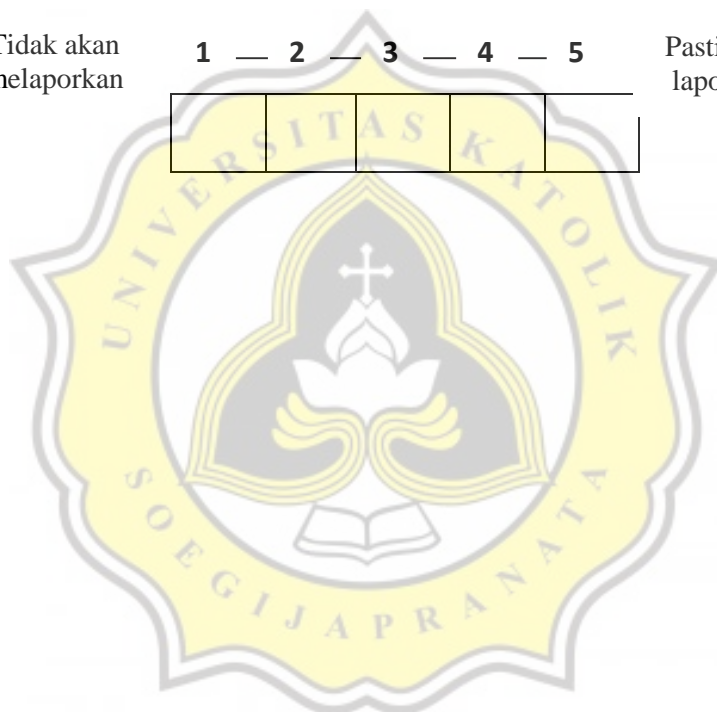 Tidak akan
melaporkan
1 — 2 — 3 — 4 — 5
Pasti
lapo
UNIVERSITAS KATOLIK
SOEGIJAPRANATA